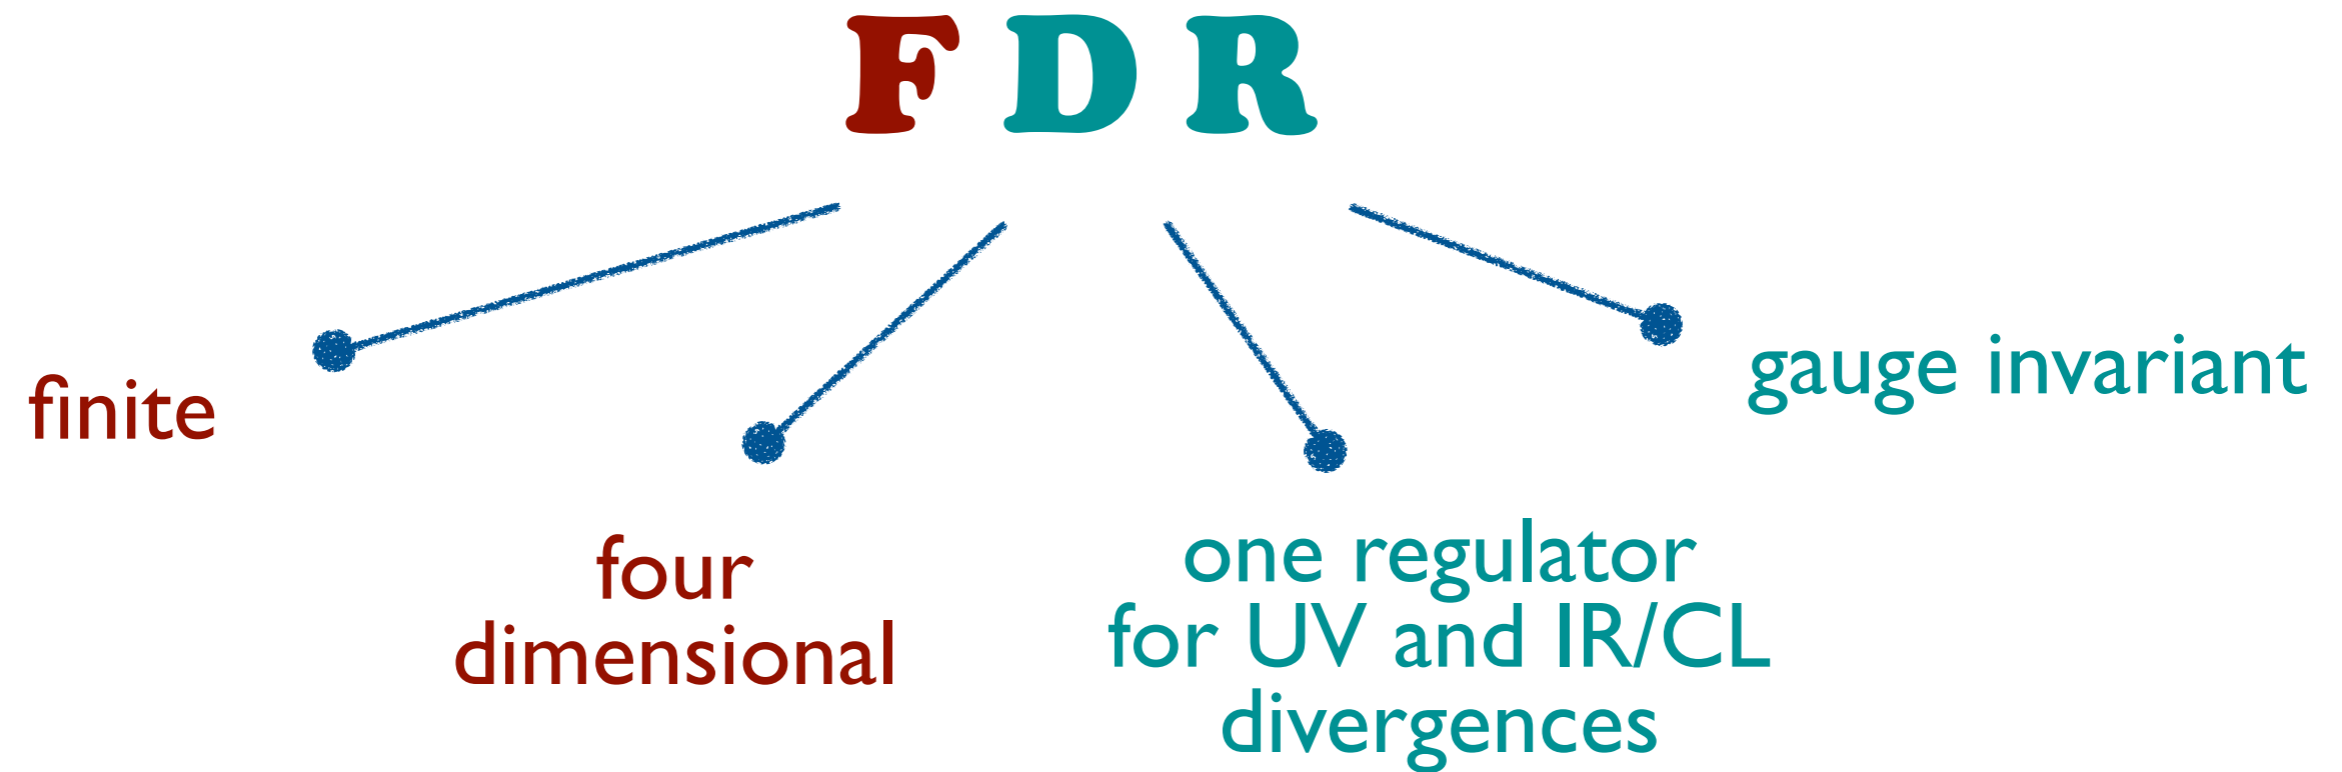 F D R
finite
four
dimensional
one regulator
for UV and IR/CL
divergences
gauge invariant